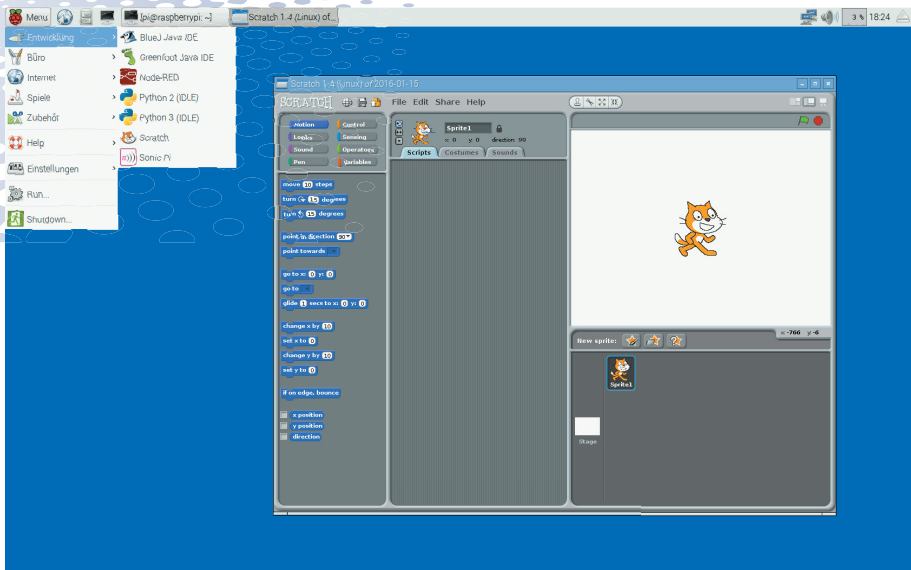 Menu [pi@raspberrypi: ~] Scratch 1.4 (Linux) of... 3 % 18:24
Entwicklung
Büro
Internet
Spiele
Zubehör
Help
Einstellungen
Run...
Shutdown...
BlueJ Java IDE
Greenfoot Java IDE
Node-RED
Python 2 (IDLE)
Python 3 (IDLE)
Scratch
Sonic Pi
Scratch 1.4 (Linux) of 2016-01-15
SCRATCH File Edit Share Help
Motion Control
Looks Sensing
Sound Operators
Pen Variables
move 10 steps
turn 15 degrees
turn 15 degrees
point in direction 90
point towards
go to x: 0 y: 0
go to
glide 1 secs to x: 0 y: 0
change x by 10
set x to 0
change y by 10
set y to 0
if on edge, bounce
x position
y position
direction
Sprite1
x: 0 y: 0 direction: 90
Scripts Costumes Sounds
x: -766 y: -6
New sprite:
Sprite1
Stage